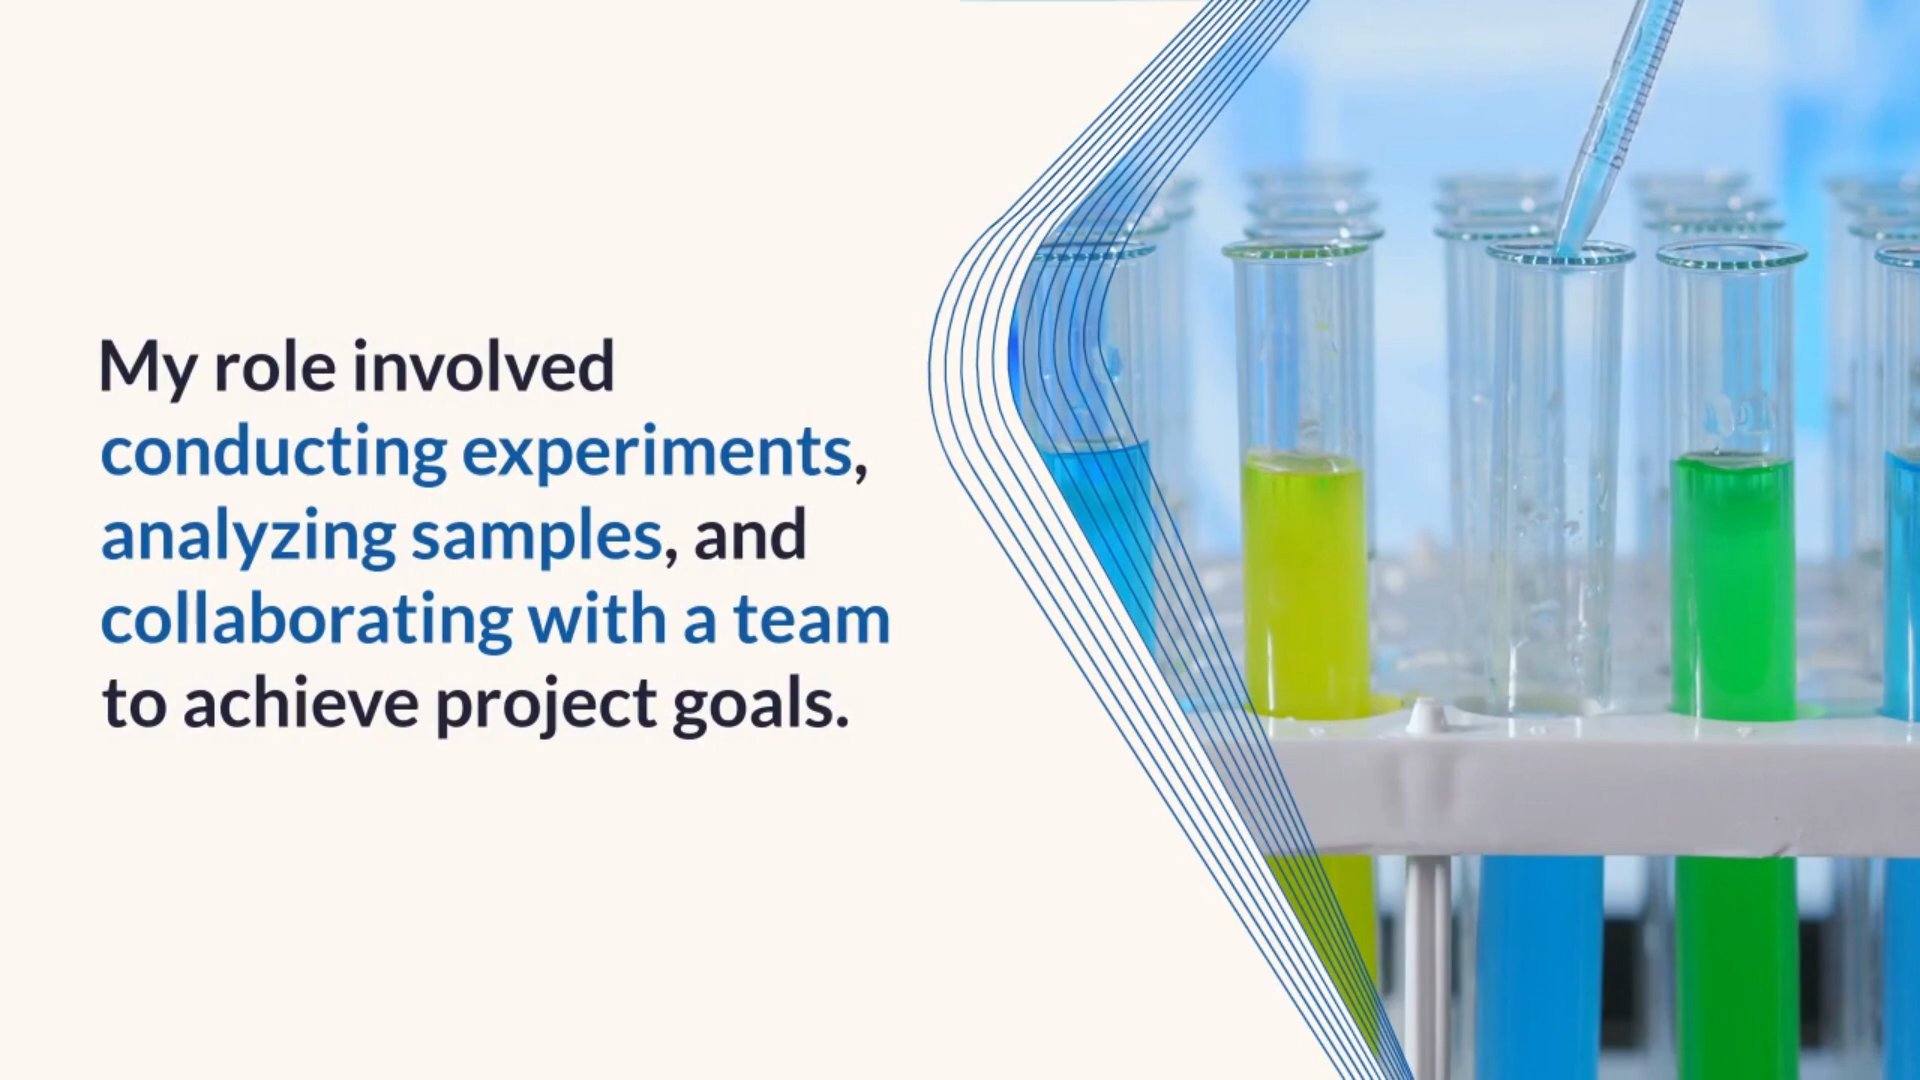 My role involved
conducting experiments,
analyzing samples, and
collaborating with a team
to achieve project goals.